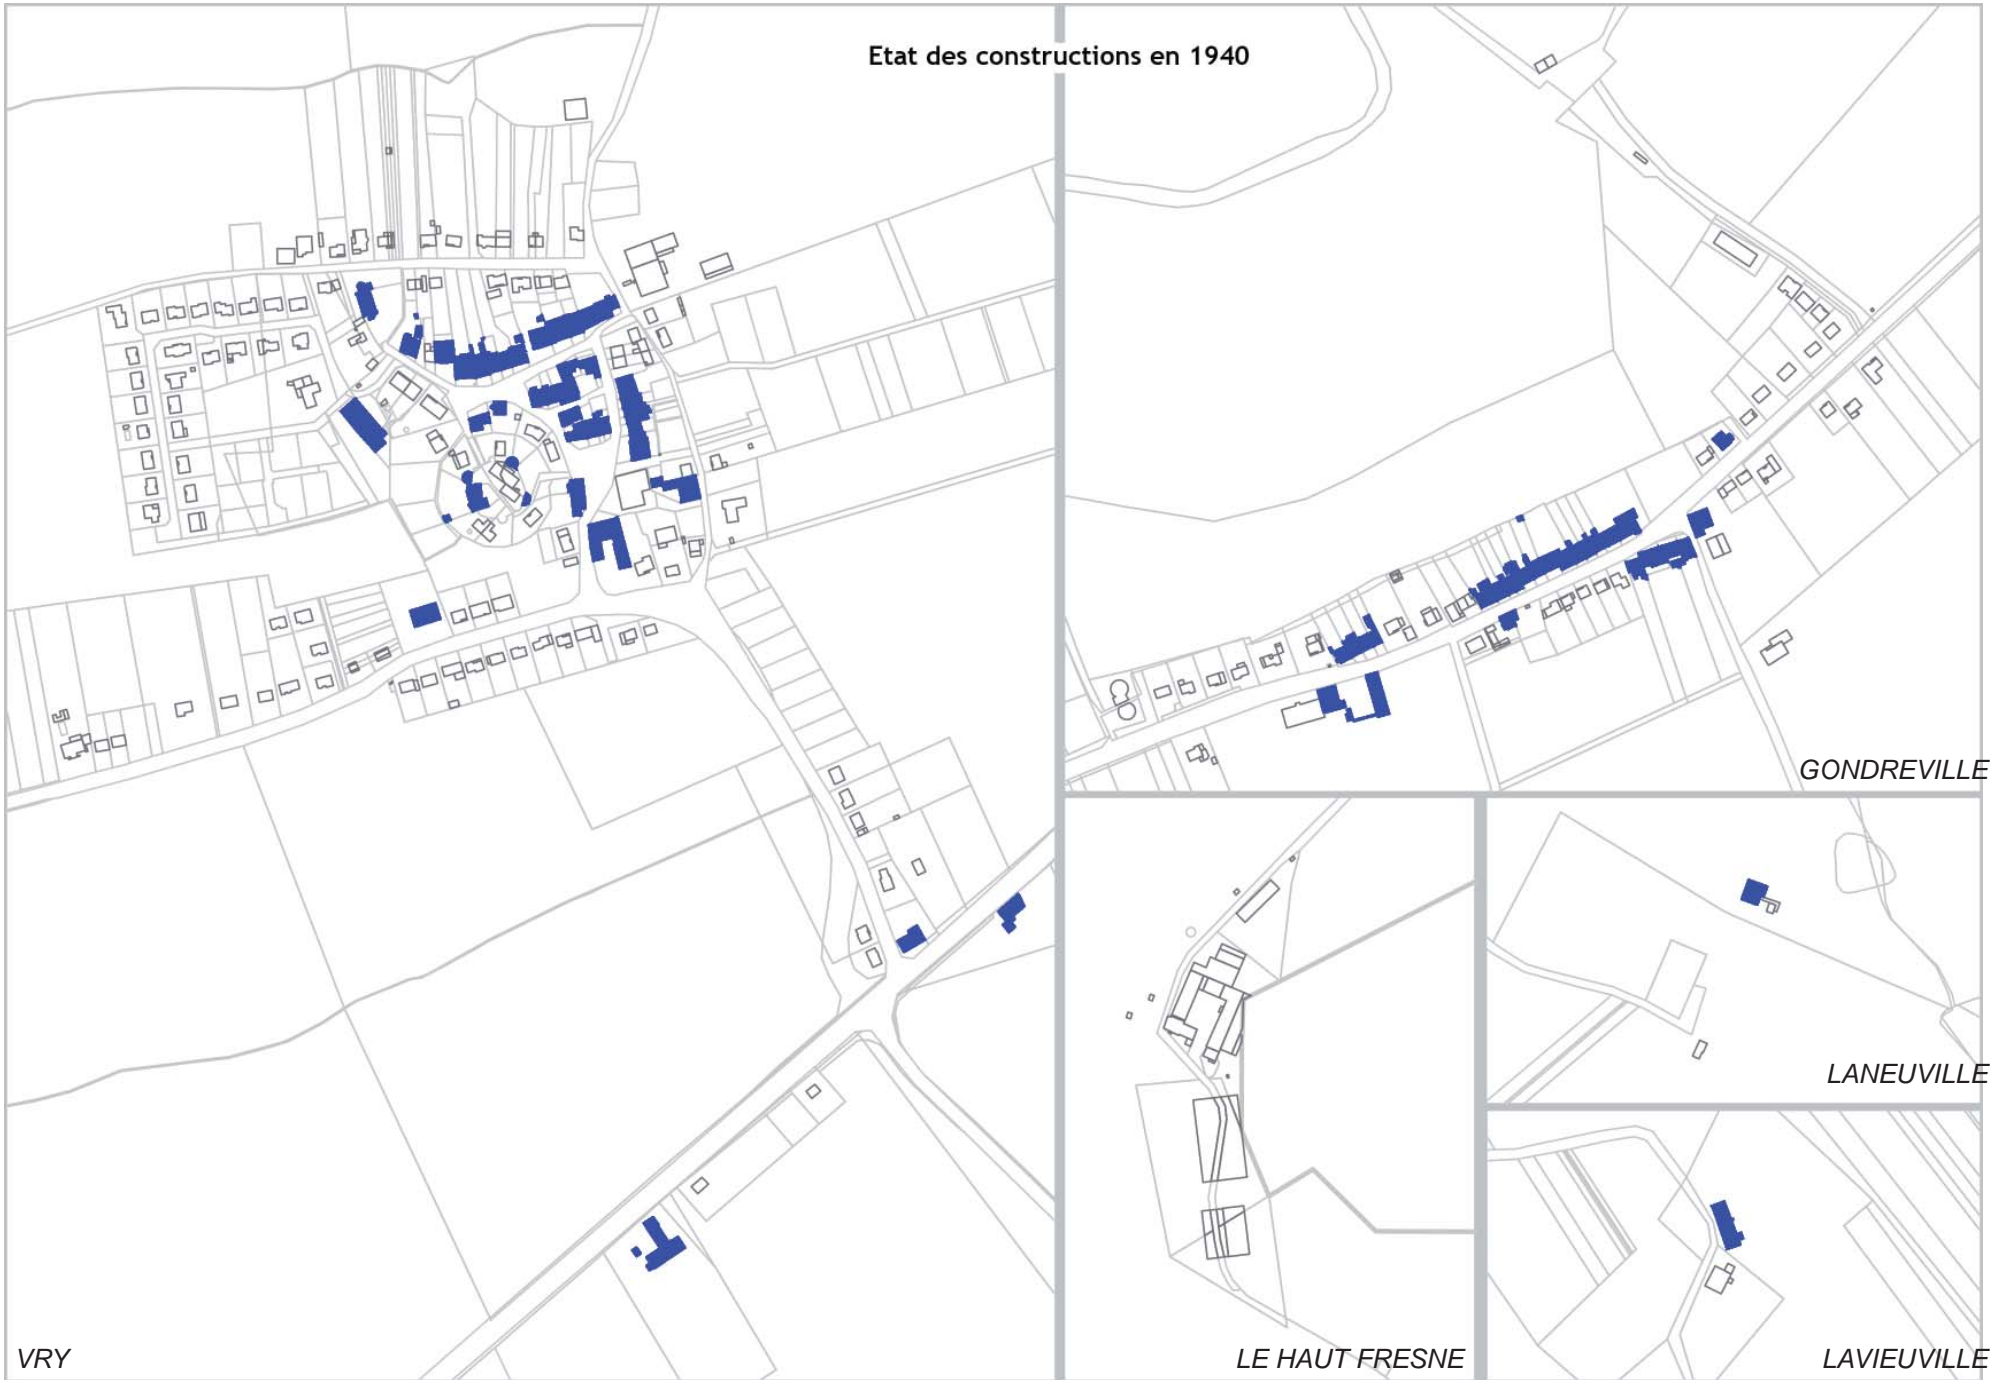 Etat des constructions en 1940
GONDREVILLE
LANEUVILLE
VRY
LE HAUT FRESNE
LAVIEUVILLE